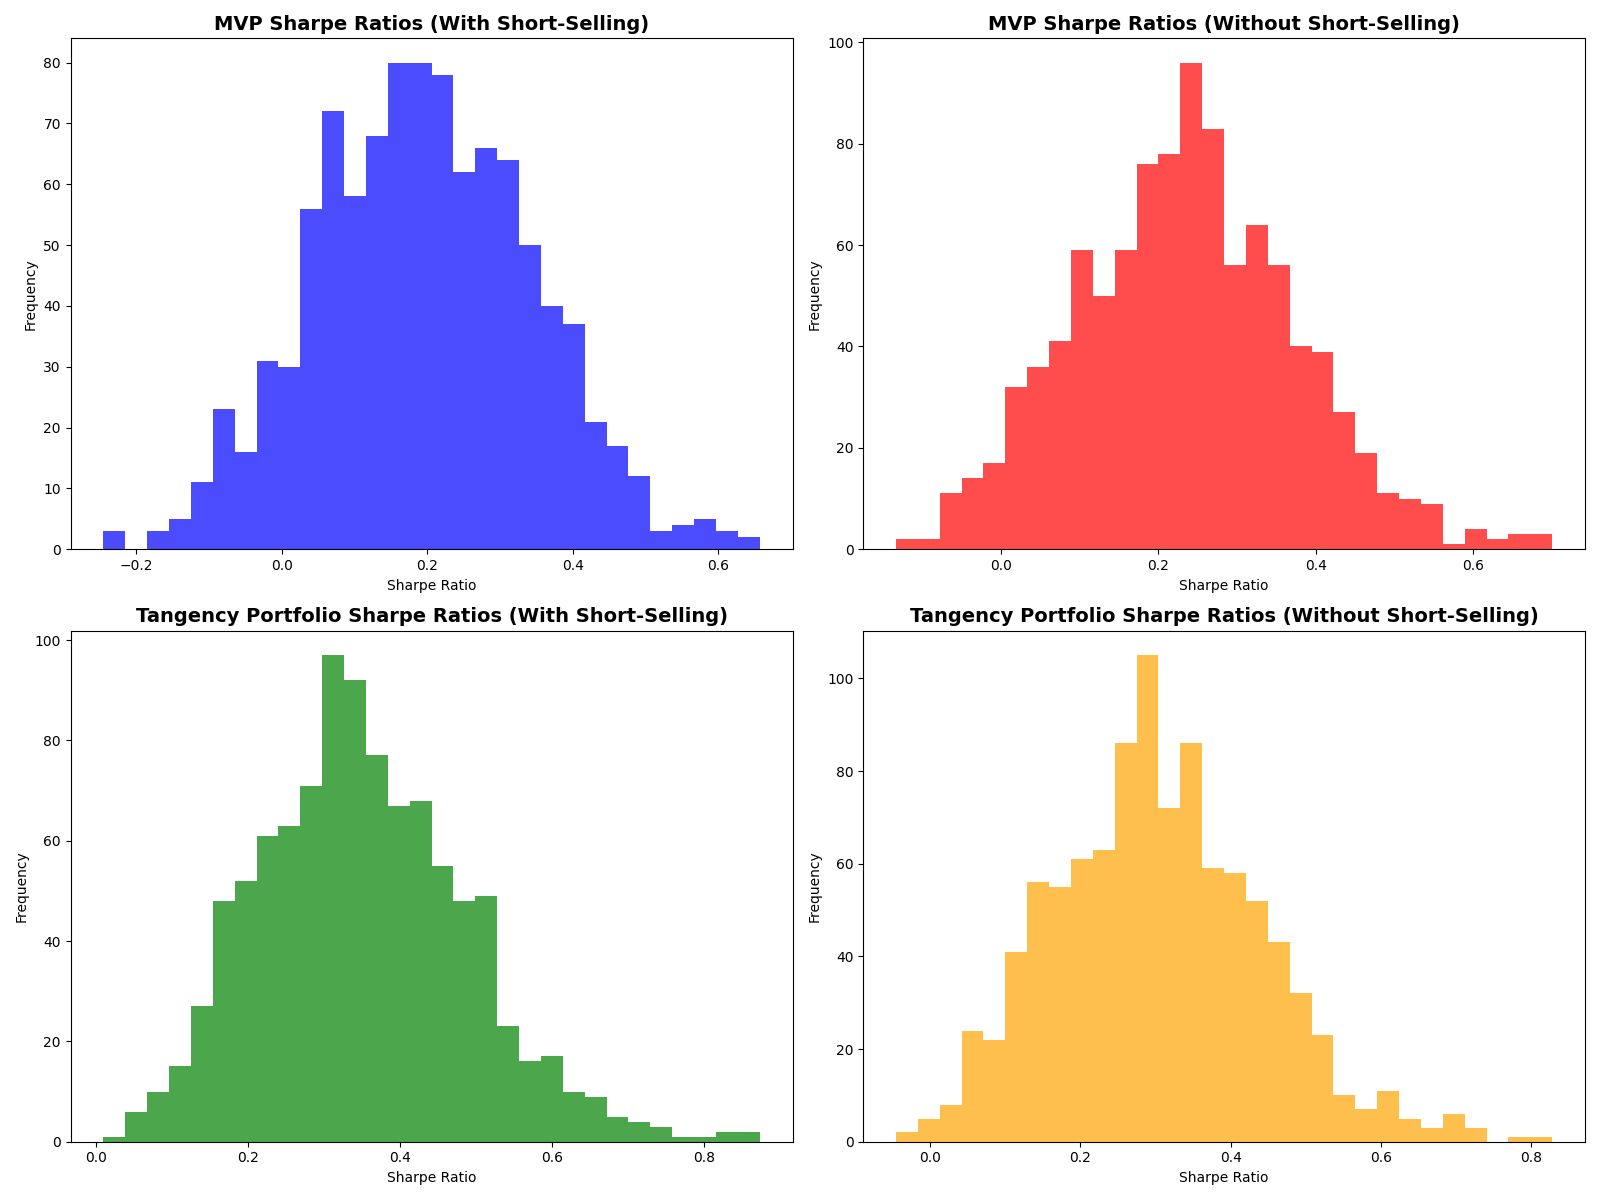 MVP Sharpe Ratios (With Short-Selling)
80
70
60
50
40
30
20
10
0
Frequency
−0.2 0.0 0.2 0.4 0.6
Sharpe Ratio
MVP Sharpe Ratios (Without Short-Selling)
100
80
60
40
20
0
Frequency
0.0 0.2 0.4 0.6
Sharpe Ratio
Tangency Portfolio Sharpe Ratios (With Short-Selling)
100
80
60
40
20
0
Frequency
0.0 0.2 0.4 0.6 0.8
Sharpe Ratio
Tangency Portfolio Sharpe Ratios (Without Short-Selling)
100
80
60
40
20
0
Frequency
0.0 0.2 0.4 0.6 0.8
Sharpe Ratio